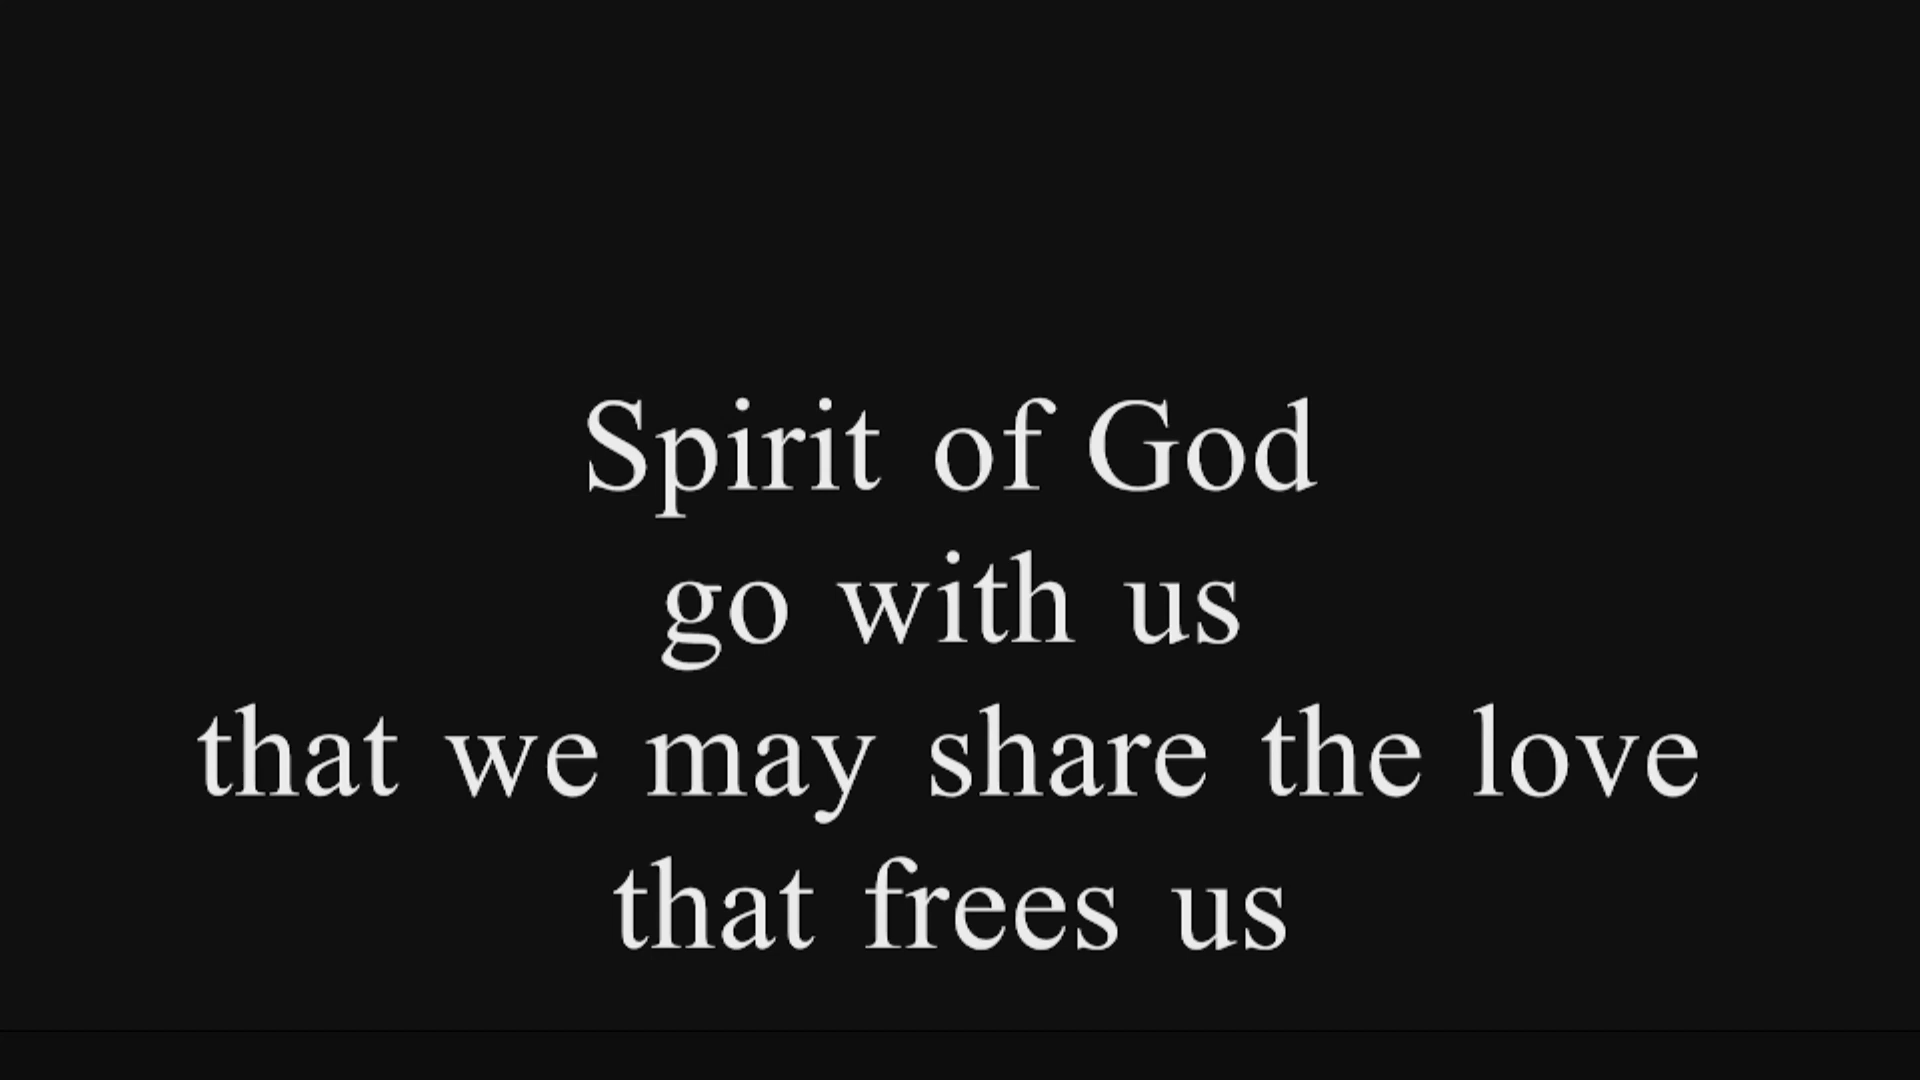 Spirit of God
go with us
that we may share the love
that frees us